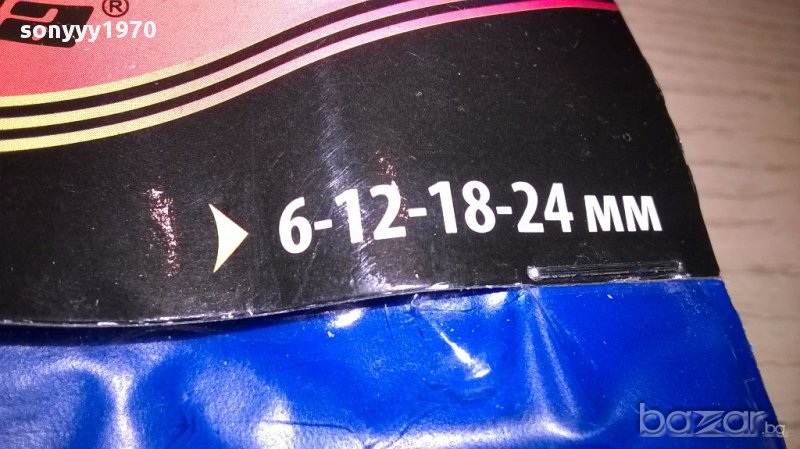 sonyyy1970
a®
6-12-18-24 мм
bazar.bg